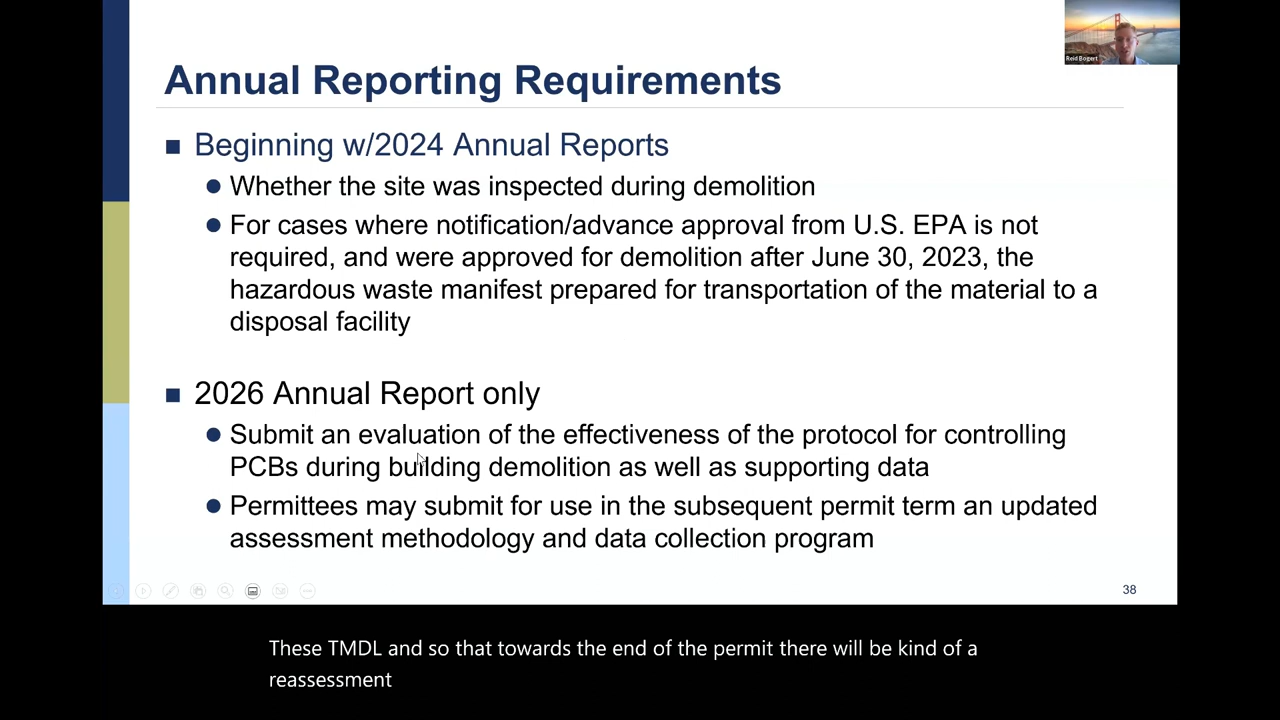 Reid Bogert
Annual Reporting Requirements
Beginning w/2024 Annual Reports
Whether the site was inspected during demolition
For cases where notification/advance approval from U.S. EPA is not
required, and were approved for demolition after June 30, 2023, the
hazardous waste manifest prepared for transportation of the material to a
disposal facility
2026 Annual Report only
Submit an evaluation of the effectiveness of the protocol for controlling
PCBs during building demolition as well as supporting data
Permittees may submit for use in the subsequent permit term an updated
assessment methodology and data collection program
38
These TMDL and so that towards the end of the permit there will be kind of a
reassessment